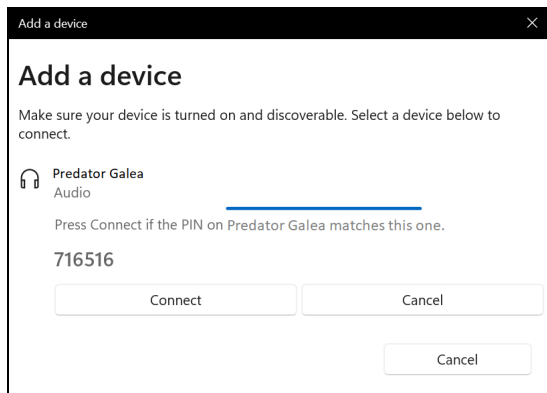 Add a device
Add a device
Make sure your device is turned on and discoverable. Select a device below to
connect.
Predator Galea
Audio
Press Connect if the PIN on Predator Galea matches this one.
716516
Connect Cancel
Cancel